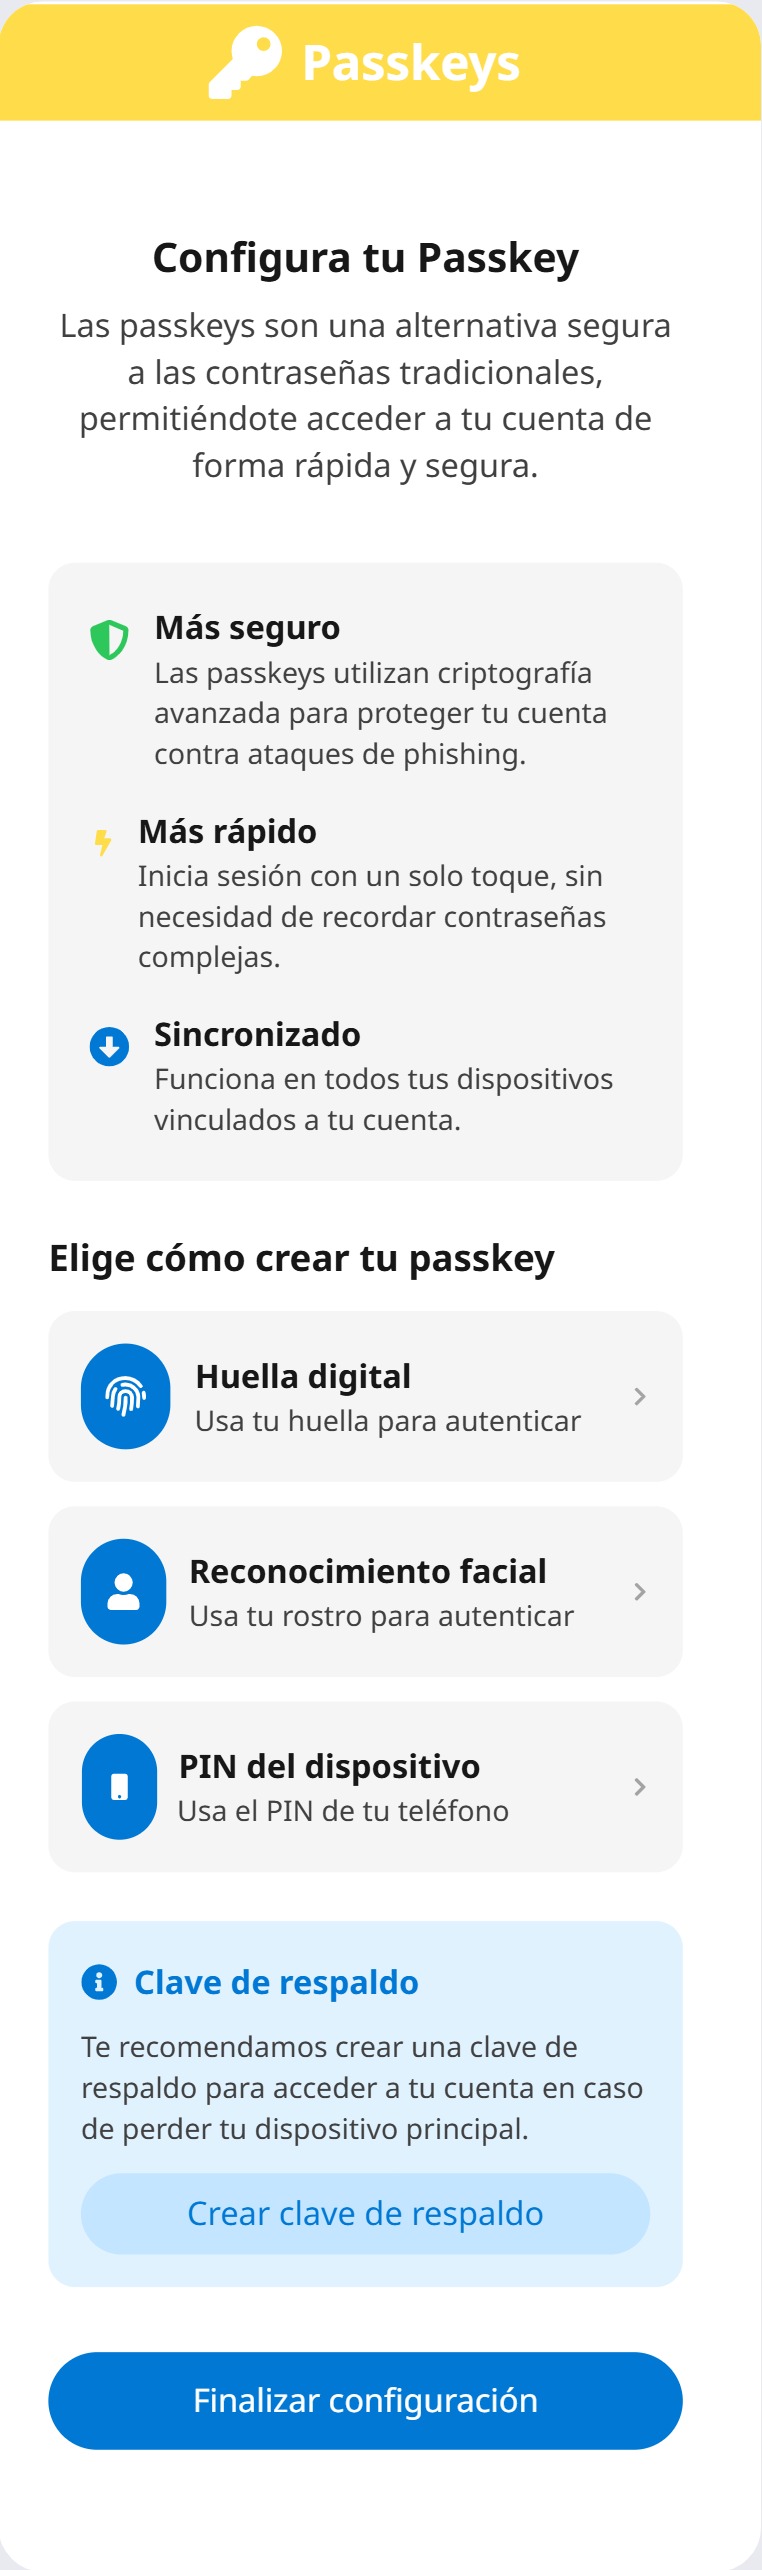 Passkeys
Configura tu Passkey
Las passkeys son una alternativa segura
a las contraseñas tradicionales,
permitiéndote acceder a tu cuenta de
forma rápida y segura.
Más seguro
Las passkeys utilizan criptografía
avanzada para proteger tu cuenta
contra ataques de phishing.
Más rápido
Inicia sesión con un solo toque, sin
necesidad de recordar contraseñas
complejas.
Sincronizado
Funciona en todos tus dispositivos
vinculados a tu cuenta.
Elige cómo crear tu passkey
Huella digital
Usa tu huella para autenticar
Reconocimiento facial
Usa tu rostro para autenticar
PIN del dispositivo
Usa el PIN de tu teléfono
Clave de respaldo
Te recomendamos crear una clave de
respaldo para acceder a tu cuenta en caso
de perder tu dispositivo principal.
Crear clave de respaldo
Finalizar configuración